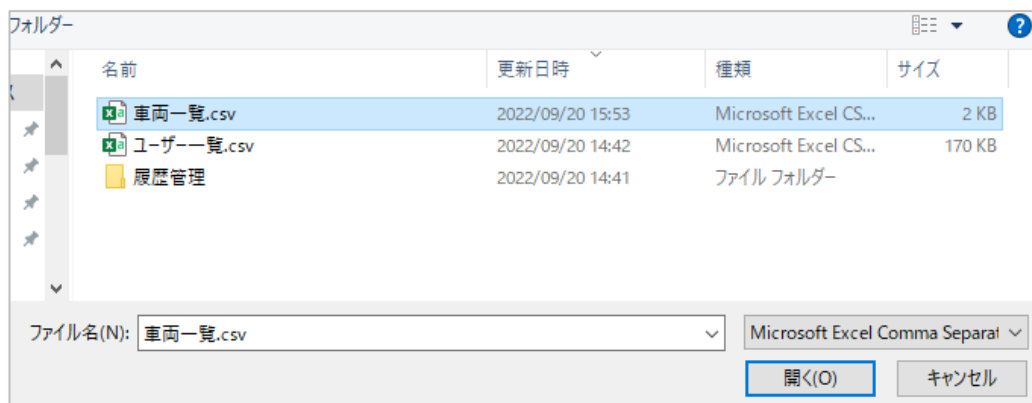 フォルダー
名前 更新日時 種類 サイズ
車両一覧.csv 2022/09/20 15:53 Microsoft Excel CS... 2 KB
ユーザー一覧.csv 2022/09/20 14:42 Microsoft Excel CS... 170 KB
履歴管理 2022/09/20 14:41 ファイル フォルダー
ファイル名(N): 車両一覧.csv Microsoft Excel Comma Separat
開く(O) キャンセル